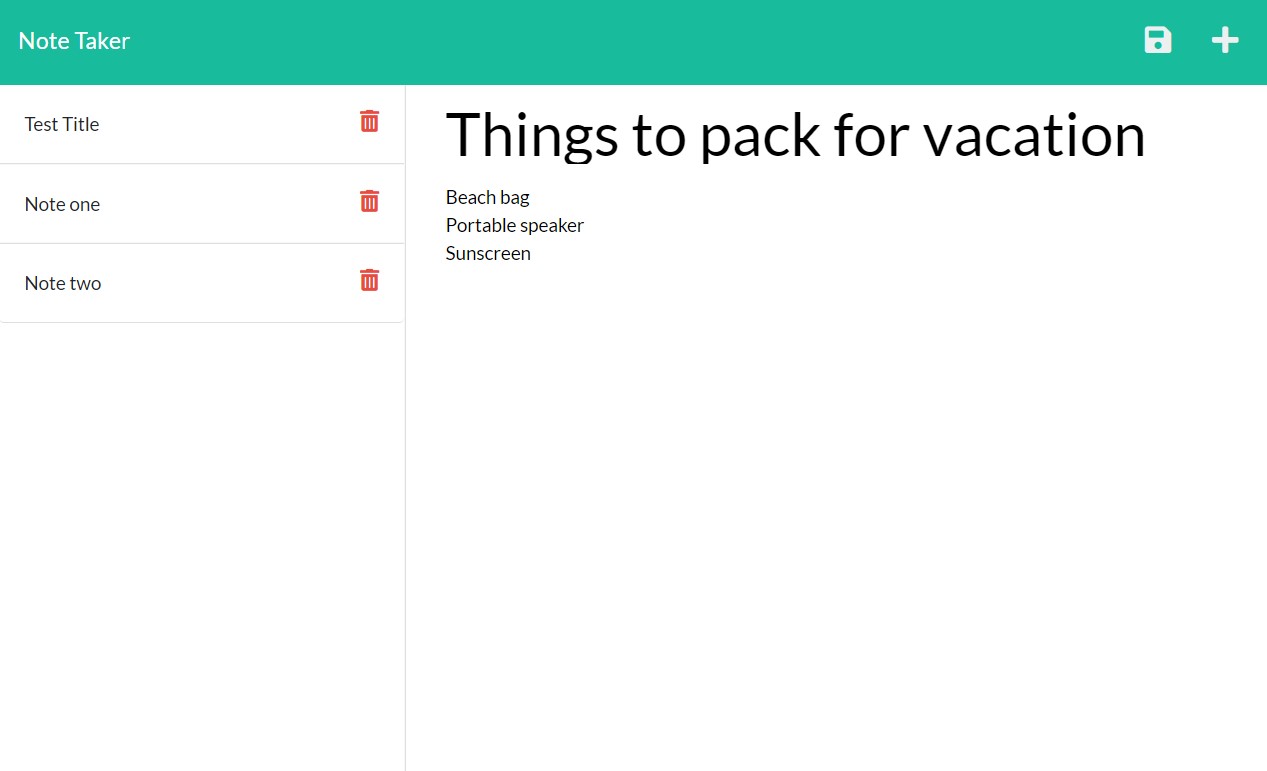 Note Taker
Test Title
Note one
Note two
Things to pack for vacation
Beach bag
Portable speaker
Sunscreen